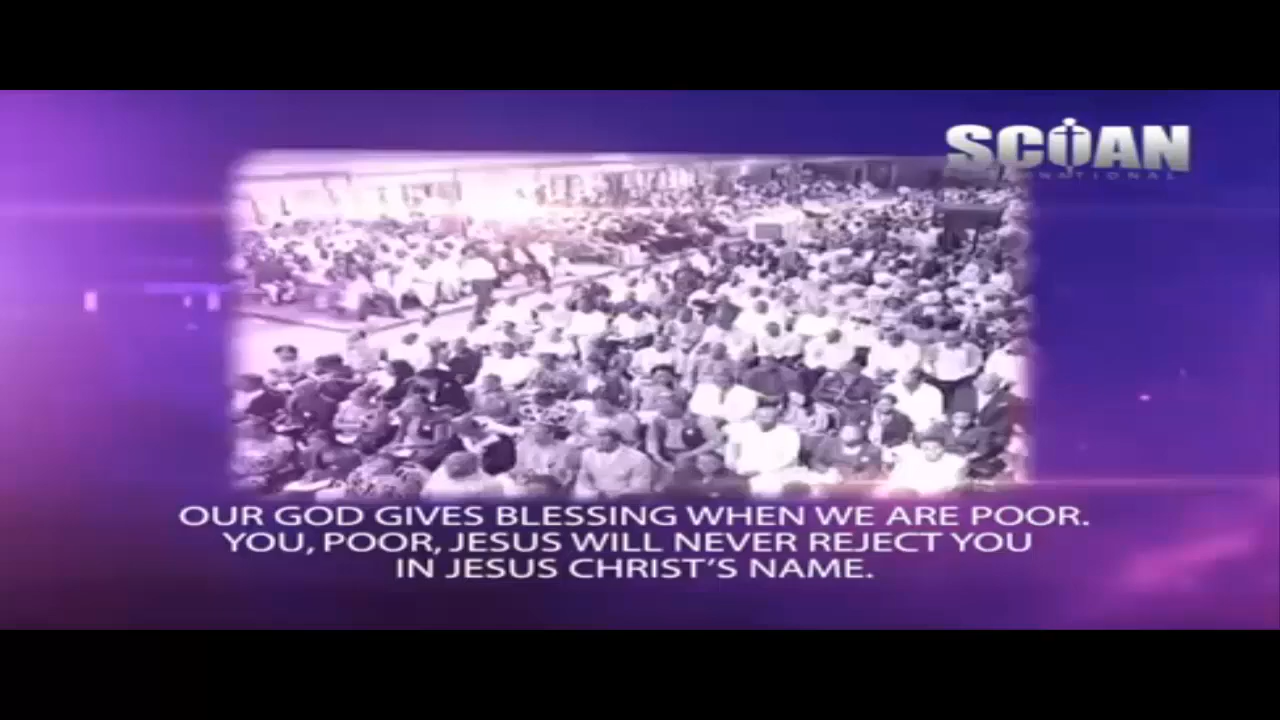 SCOAN
OUR GOD GIVES BLESSING WHEN WE ARE POOR.
YOU, POOR, JESUS WILL NEVER REJECT YOU
IN JESUS CHRIST'S NAME.